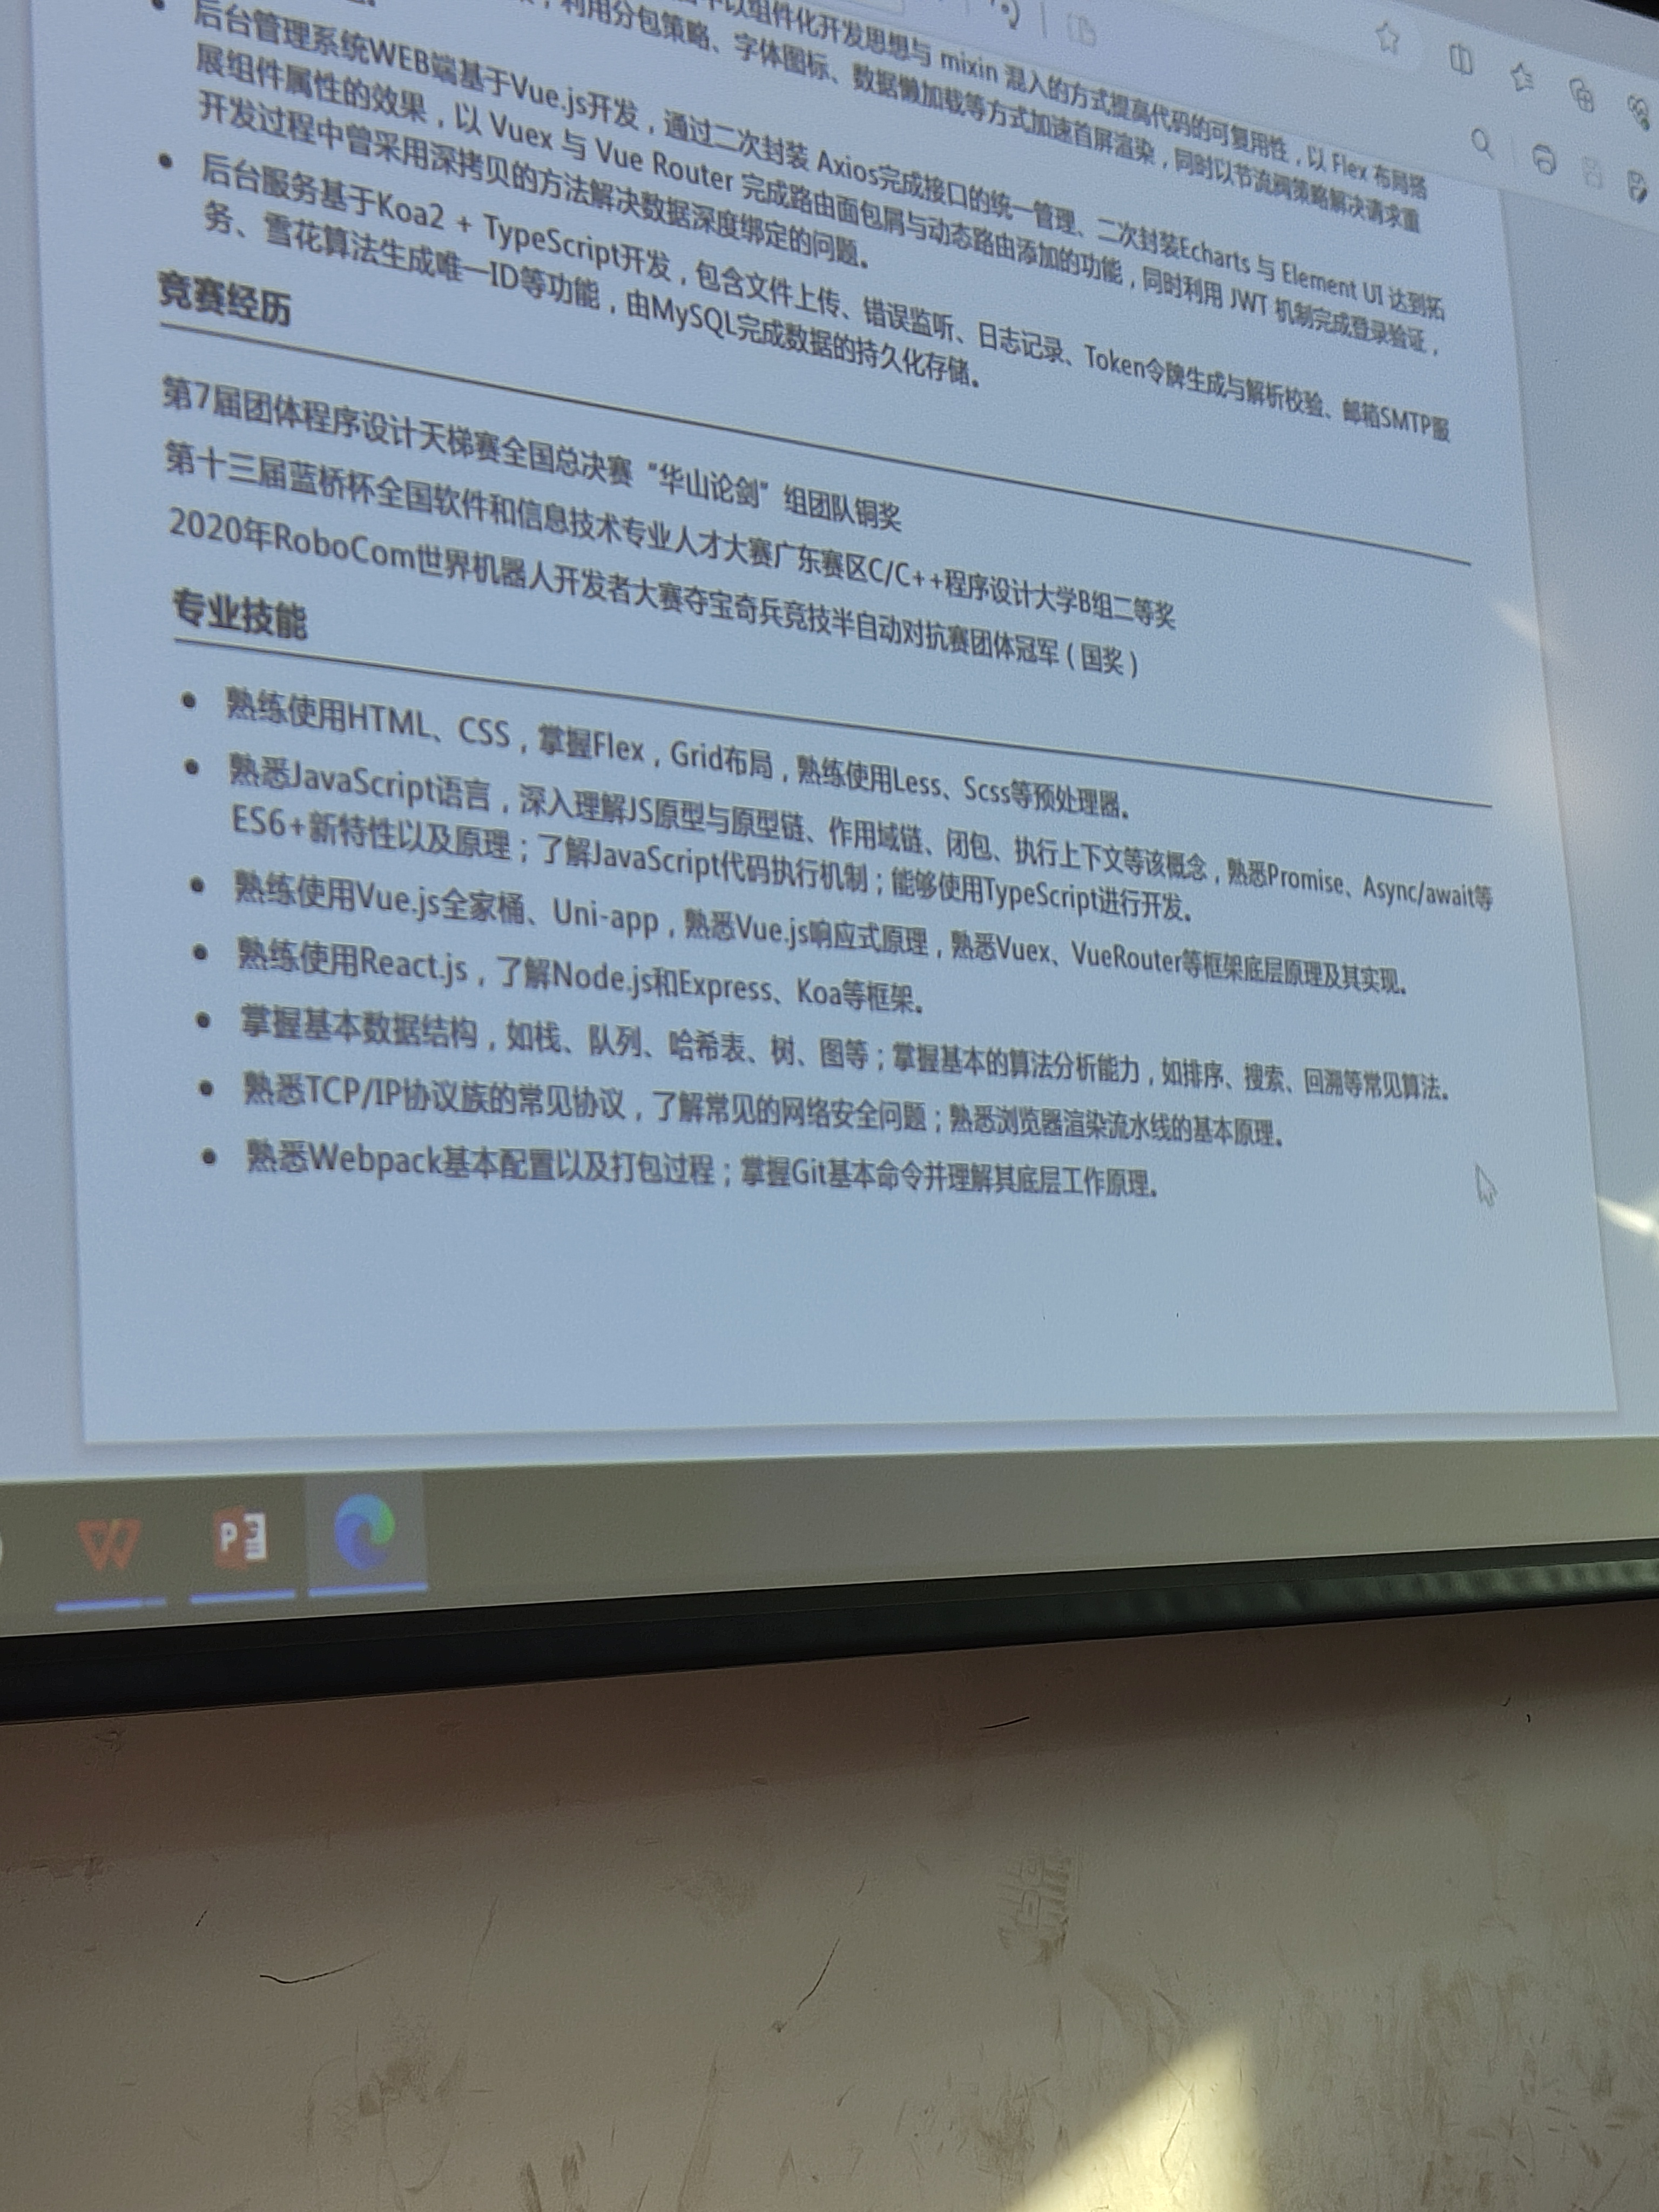 以组件化开发思想与 mixin 混入的方式提高代码的可复用性，以 Flex 布局搭
利用分包策略、字体图标、数据懒加载等方式加速首屏渲染，同时以节流阀策略解决请求重
后台管理系统WEB端基于Vue.js开发，通过二次封装 Axios完成接口的统一管理、二次封装Echarts 与 Element UI 达到拓
展组件属性的效果，以 Vuex 与 Vue Router 完成路由面包屑与动态路由添加的功能，同时利用 JWT 机制完成登录验证，
开发过程中曾采用深拷贝的方法解决数据深度绑定的问题。
后台服务基于Koa2 + TypeScript开发，包含文件上传、错误监听、日志记录、Token令牌生成与解析校验、邮箱SMTP服
务、雪花算法生成唯一ID等功能，由MySQL完成数据的持久化存储。
竞赛经历
第7届团体程序设计天梯赛全国总决赛“华山论剑”组团队铜奖
第十三届蓝桥杯全国软件和信息技术专业人才大赛广东赛区C/C++程序设计大学B组二等奖
2020年RoboCom世界机器人开发者大赛夺宝奇兵竞技半自动对抗赛团体冠军（国奖）
专业技能
熟练使用HTML、CSS，掌握Flex，Grid布局，熟练使用Less、Scss等预处理器。
熟悉JavaScript语言，深入理解JS原型与原型链、作用域链、闭包、执行上下文等该概念，熟悉Promise、Async/await等
ES6+新特性以及原理；了解JavaScript代码执行机制；能够使用TypeScript进行开发。
熟练使用Vue.js全家桶、Uni-app，熟悉Vue.js响应式原理，熟悉Vuex、VueRouter等框架底层原理及其实现。
熟练使用React.js，了解Node.js和Express、Koa等框架。
掌握基本数据结构，如栈、队列、哈希表、树、图等；掌握基本的算法分析能力，如排序、搜索、回溯等常见算法。
熟悉TCP/IP协议族的常见协议，了解常见的网络安全问题；熟悉浏览器渲染流水线的基本原理。
熟悉Webpack基本配置以及打包过程；掌握Git基本命令并理解其底层工作原理。